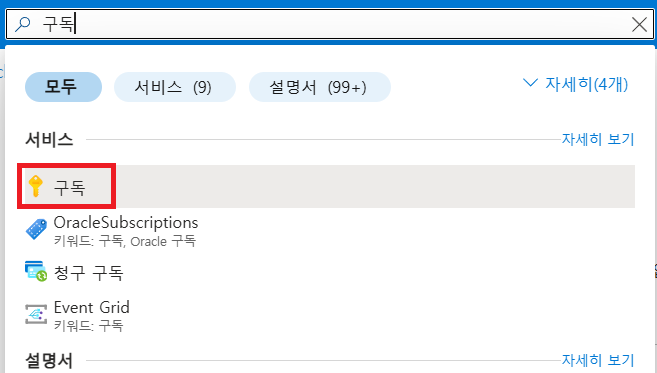 구독
모두
서비스 (9)
설명서 (99+)
자세히(4개)
서비스
자세히 보기
구독
OracleSubscriptions
키워드: 구독, Oracle 구독
청구 구독
Event Grid
키워드: 구독
설명서
자세히 보기